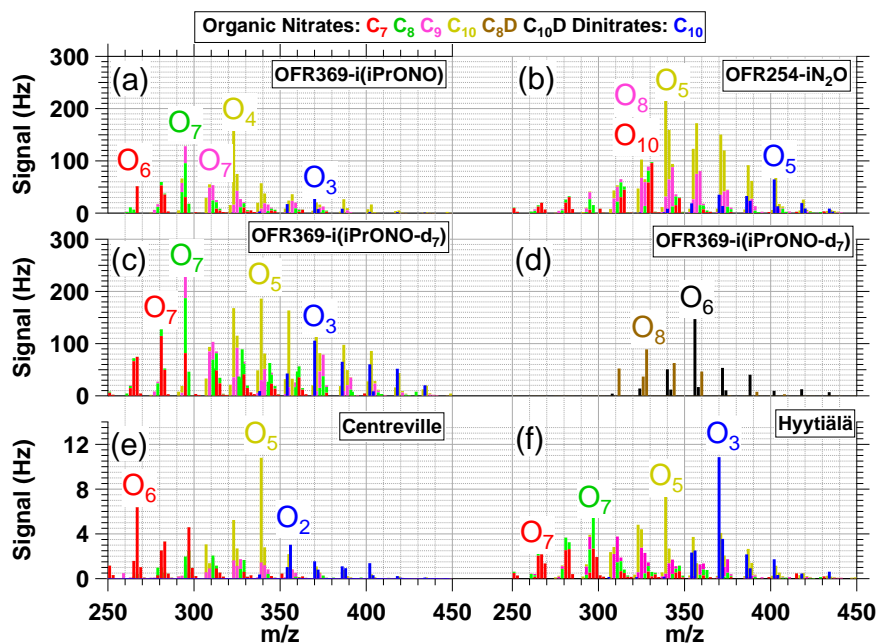 Organic Nitrates: C7 C8 C9 C10 C8D C10D Dinitrates: C10
(a) OFR369-i(iPrONO)
(b) OFR254-iN2O
Signal (Hz)
300
200
100
0
O6 O7 O7 O4 O3
O8 O10 O5 O5
(c) OFR369-i(iPrONO-d7)
(d) OFR369-i(iPrONO-d7)
Signal (Hz)
300
200
100
0
O7 O7 O5 O3
O8 O6
(e) Centreville
(f) Hyytiälä
Signal (Hz)
12
8
4
0
O6 O5 O2
O7 O7 O5 O3
250 300 350 400 450
300 350 400 450
m/z
m/z